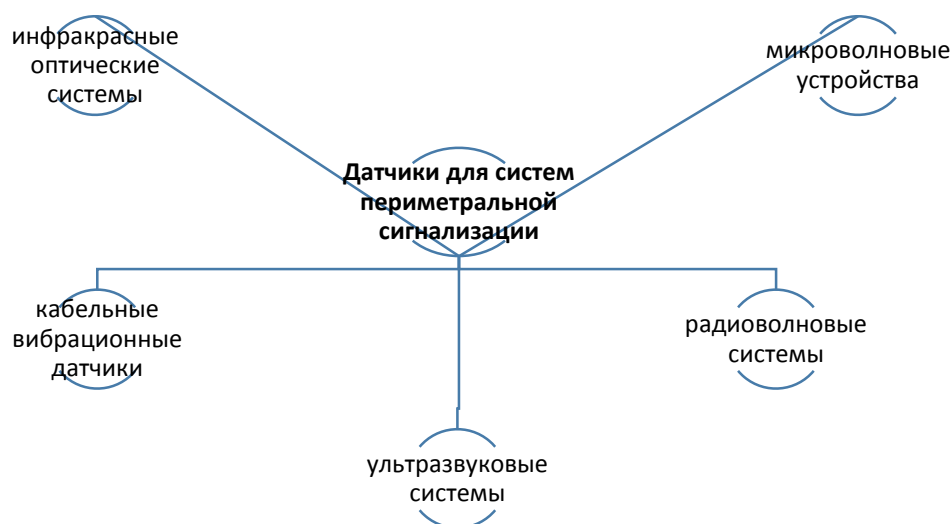 инфракрасные
оптические
системы
микроволновые
устройства
Датчики для систем
периметральной
сигнализации
кабельные
вибрационные
датчики
радиоволновые
системы
ультразвуковые
системы